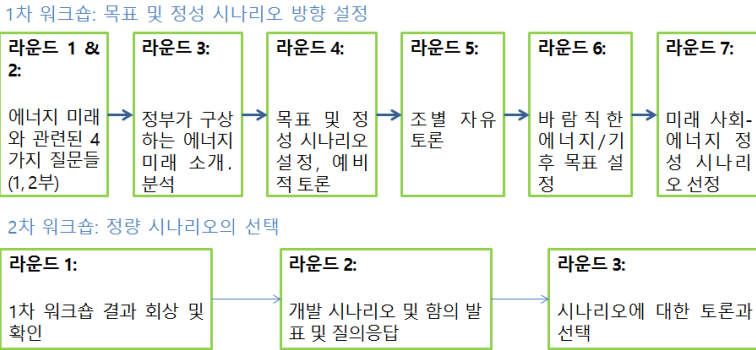 1차 워크숍: 목표 및 정성 시나리오 방향 설정
라운드 1 &
2:
에너지 미래
와 관련된 4
가지 질문들
(1, 2부)
라운드 3:
정부가 구상
하는 에너지
미래 소개.
분석
라운드 4:
목표 및 정
성 시나리오
설정, 예비
적 토론
라운드 5:
조별 자유
토론
라운드 6:
바람직한
에너지/기
후 목표 설
정
라운드 7:
미래 사회-
에너지 정
성 시나리
오 선정
2차 워크숍: 정량 시나리오의 선택
라운드 1:
1차 워크숍 결과 회상 및
확인
라운드 2:
개발 시나리오 및 함의 발
표 및 질의응답
라운드 3:
시나리오에 대한 토론과
선택